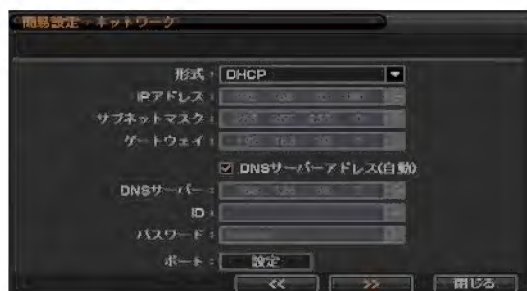 簡易設定 - ネットワーク
形式 : DHCP
IPアドレス :
サブネットマスク :
ゲートウェイ :
DNSサーバーアドレス(自動)
DNSサーバー :
ID :
パスワード :
ポート : 設定
<< >> 閉じる